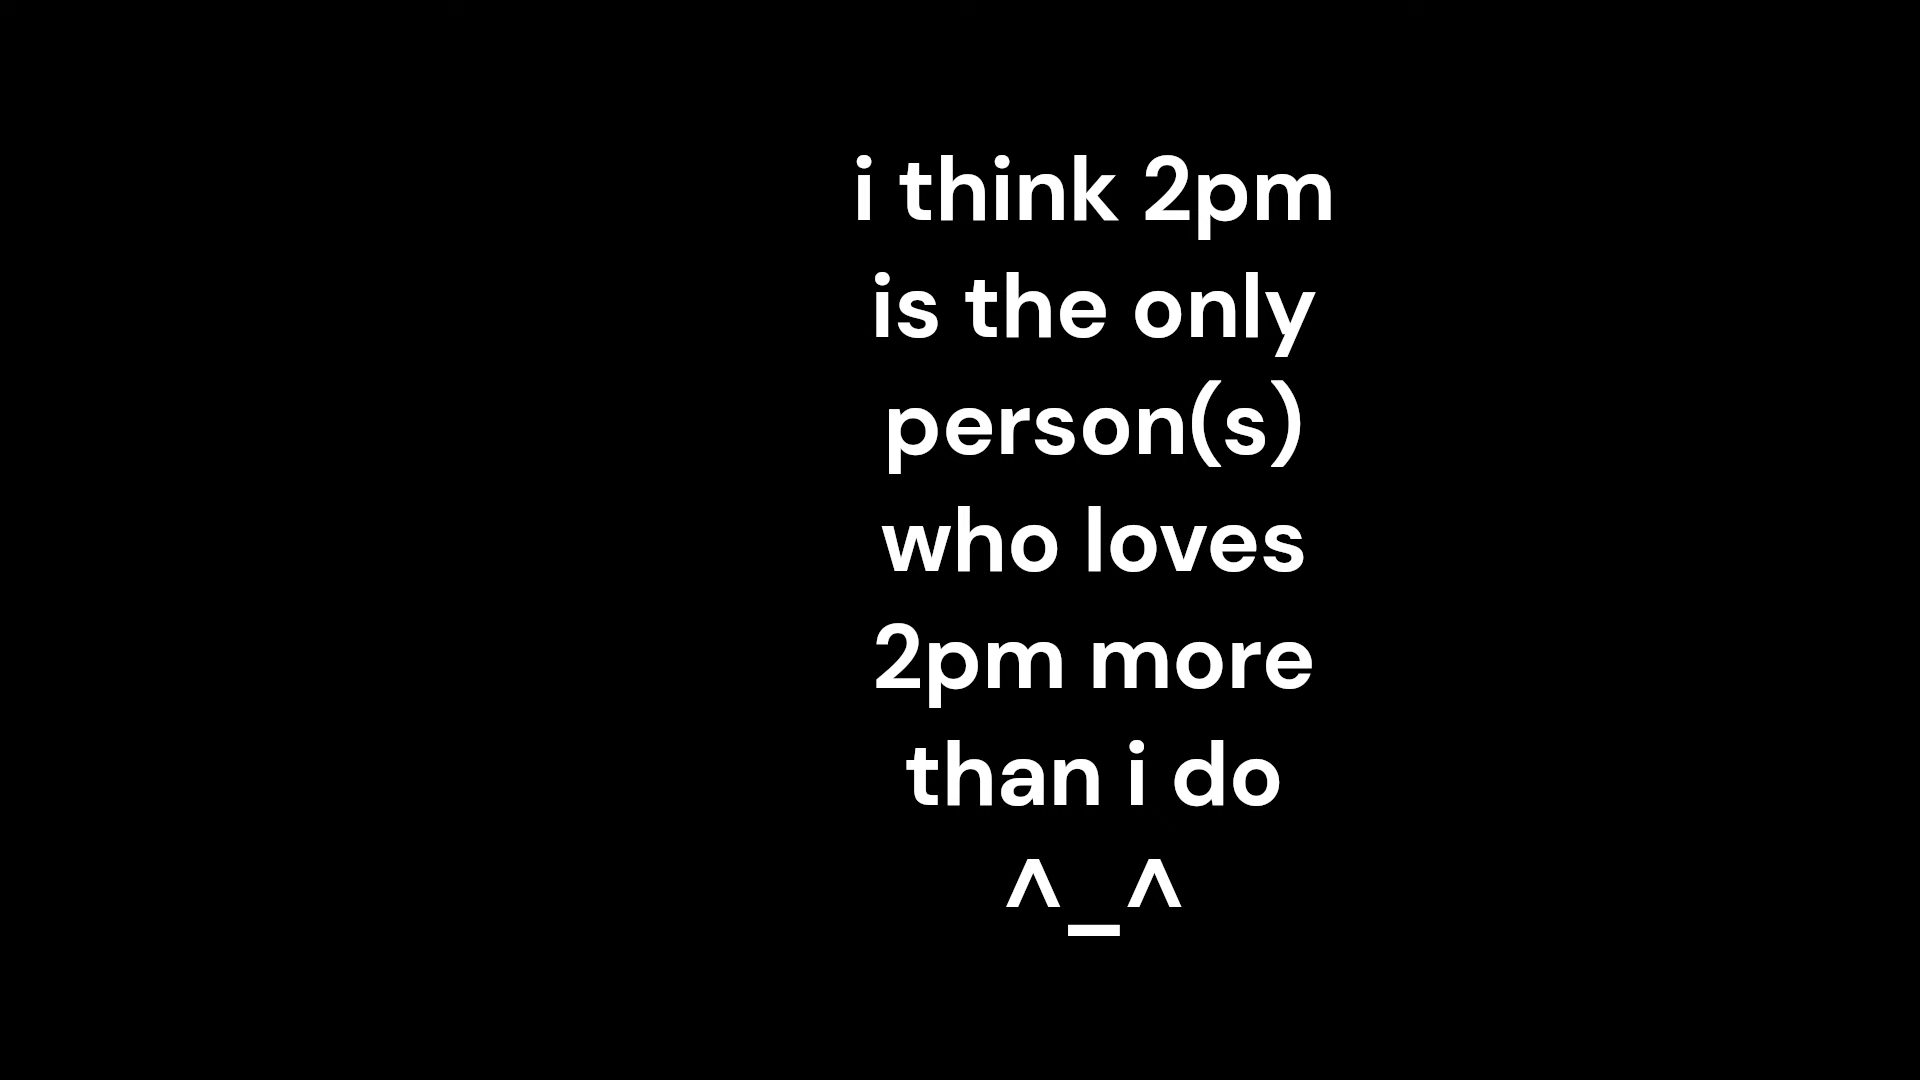 i think 2pm
is the only
person(s)
who loves
2pm more
than i do
^_^